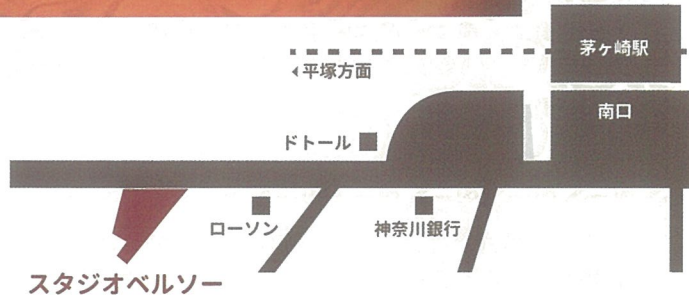 茅ヶ崎駅
◀平塚方面
南口
ドトール
ローソン
神奈川銀行
スタジオベルソー